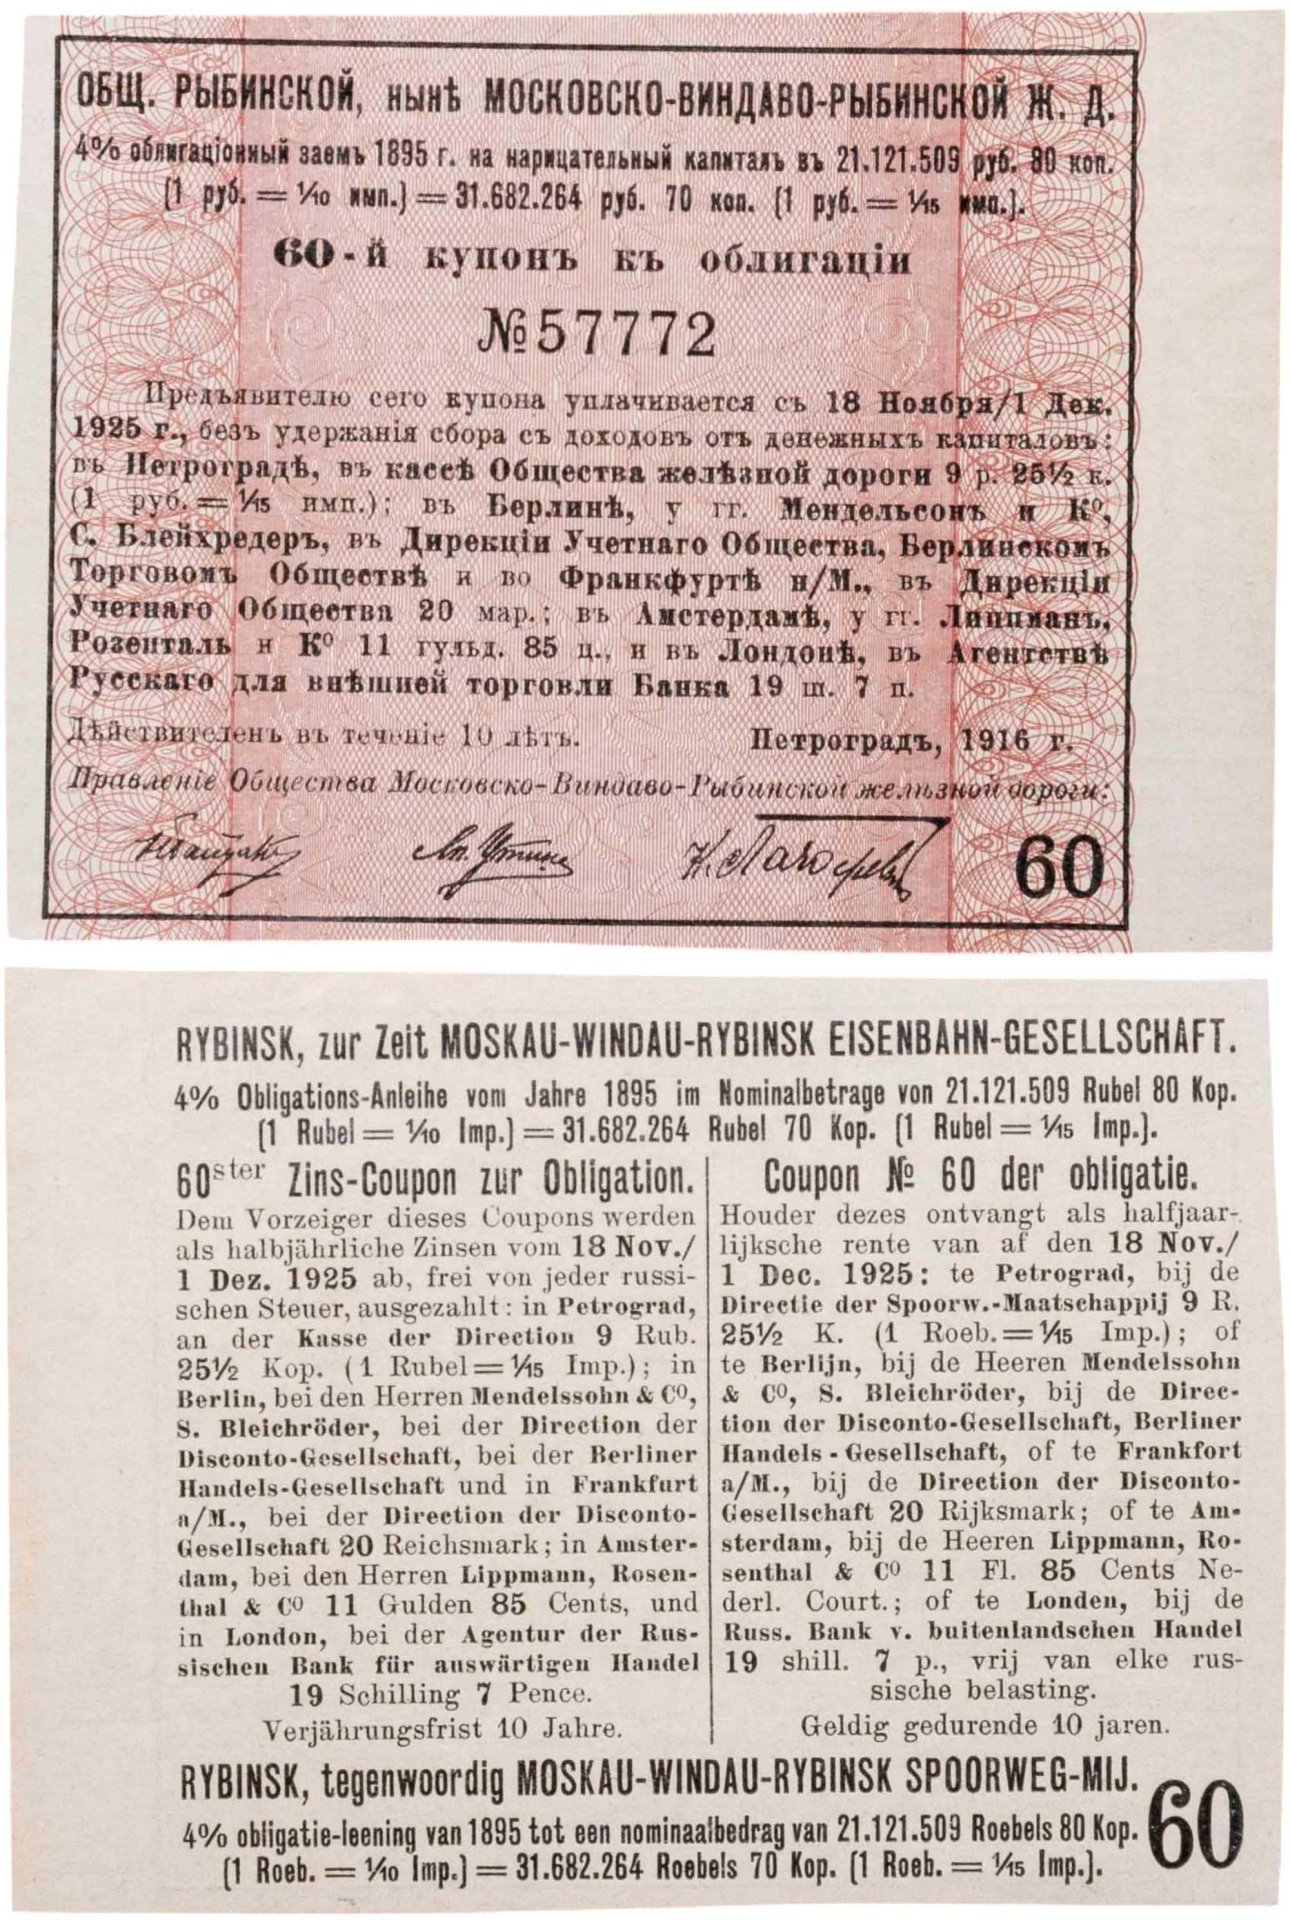 ОБЩ. РЫБИНСКОЙ, нынѣ МОСКОВСКО-ВИНДАВО-РЫБИНСКОЙ Ж. Д.
4% облигаціонный заемъ 1895 г. на нарицательный капиталъ въ 21.121.509 руб. 80 коп.
(1 руб. = 1/10 имп.) = 31.682.264 руб. 70 коп. (1 руб. = 1/15 имп.).
60-й купонъ къ облигаціи
№57772
Предъявителю сего купона уплачивается съ 18 Ноября/1 Дек.
1925 г., безъ удержанія сбора съ доходовъ отъ денежныхъ капиталовъ:
въ Петроградѣ, въ кассѣ Общества желѣзной дороги 9 р. 25½ к.
(1 руб. = 1/15 имп.); въ Берлинѣ, у гг. Мендельсонъ и Ко,
С. Блейхредеръ, въ Дирекціи Учетнаго Общества, Берлинскомъ
Торговомъ Обществѣ и во Франкфуртѣ н/М., въ Дирекціи
Учетнаго Общества 20 мар.; въ Амстердамѣ, у гг. Липпманъ,
Розенталь и Ко 11 гульд. 85 ц., и въ Лондонѣ, въ Агентствѣ
Русскаго для внѣшней торговли Банка 19 ш. 7 п.
Дѣйствителенъ въ теченіе 10 лѣтъ. Петроградъ, 1916 г.
Правленіе Общества Московско-Виндаво-Рыбинской желѣзной дороги:
60
RYBINSK, zur Zeit MOSKAU-WINDAU-RYBINSK EISENBAHN-GESELLSCHAFT.
4% Obligations-Anleihe vom Jahre 1895 im Nominalbetrage von 21.121.509 Rubel 80 Kop.
(1 Rubel = 1/10 Imp.) = 31.682.264 Rubel 70 Kop. (1 Rubel = 1/15 Imp.).
60ster Zins-Coupon zur Obligation.
Dem Vorzeiger dieses Coupons werden
als halbjährliche Zinsen vom 18 Nov./
1 Dez. 1925 ab, frei von jeder russi-
schen Steuer, ausgezahlt: in Petrograd,
an der Kasse der Direction 9 Rub.
25½ Kop. (1 Rubel = 1/15 Imp.); in
Berlin, bei den Herren Mendelssohn & Co,
S. Bleichröder, bei der Direction der
Disconto-Gesellschaft, bei der Berliner
Handels-Gesellschaft und in Frankfurt
a/M., bei der Direction der Disconto-
Gesellschaft 20 Reichsmark; in Amster-
dam, bei den Herren Lippmann, Rosen-
thal & Co 11 Gulden 85 Cents, und
in London, bei der Agentur der Rus-
sischen Bank für auswärtigen Handel
19 Schilling 7 Pence.
Verjährungsfrist 10 Jahre.
Coupon № 60 der obligatie.
Houder dezes ontvangt als halfjaar-
lijksche rente van af den 18 Nov./
1 Dec. 1925: te Petrograd, bij de
Directie der Spoorw.-Maatschappij 9 R.
25½ K. (1 Roeb. = 1/15 Imp.); of
te Berlijn, bij de Heeren Mendelssohn
& Co, S. Bleichröder, bij de Direc-
tion der Disconto-Gesellschaft, Berliner
Handels-Gesellschaft, of te Frankfort
a/M., bij de Direction der Disconto-
Gesellschaft 20 Rijksmark; of te Am-
sterdam, bij de Heeren Lippmann, Ro-
senthal & Co 11 Fl. 85 Cents Ne-
derl. Court.; of te Londen, bij de
Russ. Bank v. buitenlandschen Handel
19 shill. 7 p., vrij van elke rus-
sische belasting.
Geldig gedurende 10 jaren.
RYBINSK, tegenwoordig MOSKAU-WINDAU-RYBINSK SPOORWEG-MIJ.
4% obligatie-leening van 1895 tot een nominaalbedrag van 21.121.509 Roebels 80 Kop.
(1 Roeb. = 1/10 Imp.) = 31.682.264 Roebels 70 Kop. (1 Roeb. = 1/15 Imp.).
60